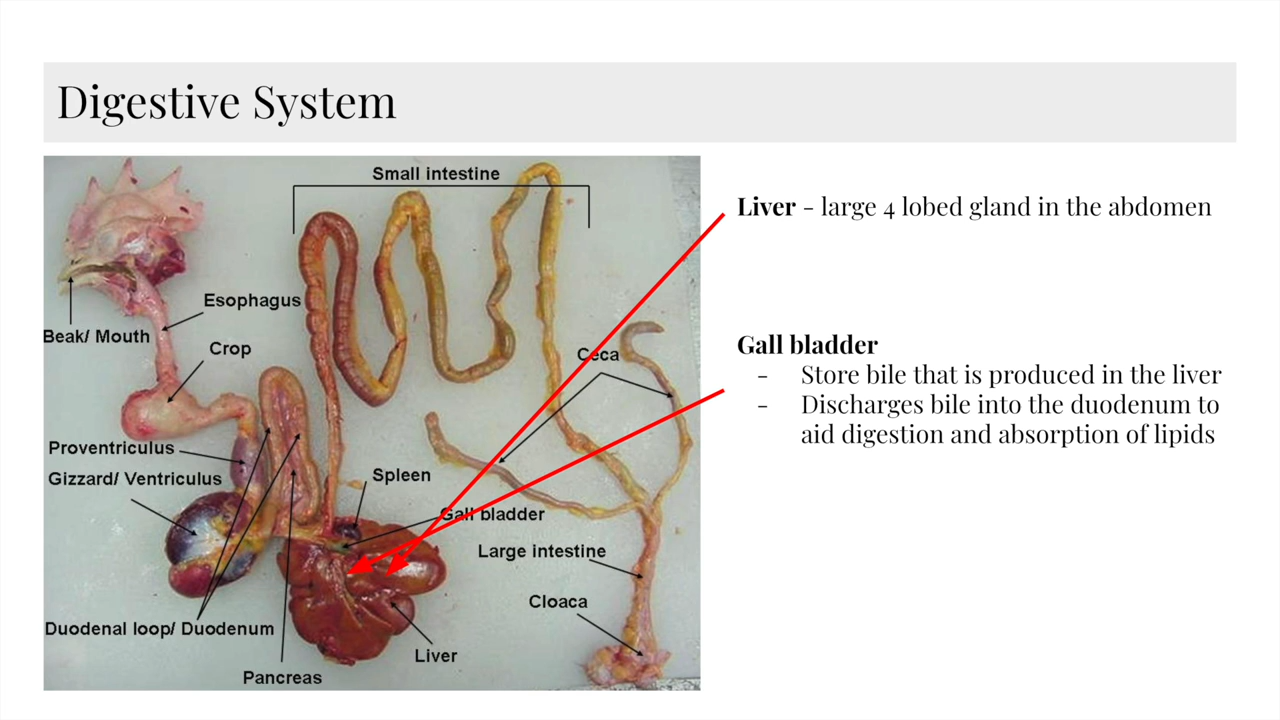 Digestive System
Small intestine
Liver - large 4 lobed gland in the abdomen
Esophagus
Beak/ Mouth
Crop
Gall bladder
- Store bile that is produced in the liver
- Discharges bile into the duodenum to
aid digestion and absorption of lipids
Ceca
Proventriculus
Gizzard/ Ventriculus
Spleen
Gall bladder
Large intestine
Cloaca
Duodenal loop/ Duodenum
Liver
Pancreas